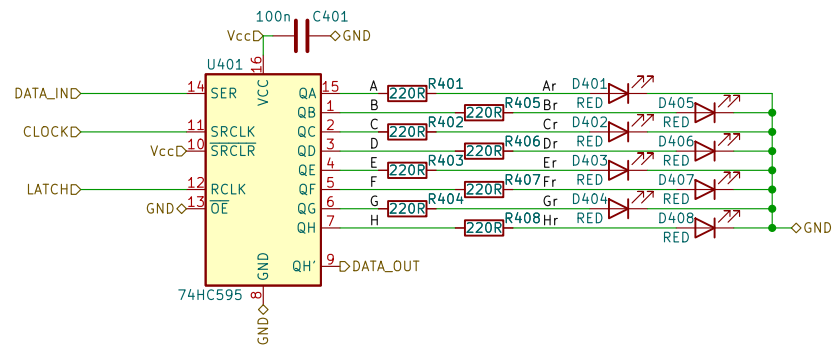 100n C401
Vcc GND
U401
16
VCC
DATA_IN 14 SER QA 15 A 220R R401 Ar D401 RED
QB 1 B 220R R405 Br D405 RED
CLOCK 11 SRCLK QC 2 C 220R R402 Cr D402 RED
Vcc 10 SRCLR QD 3 D 220R R406 Dr D406 RED
QE 4 E 220R R403 Er D403 RED
LATCH 12 RCLK QF 5 F 220R R407 Fr D407 RED
GND 13 OE QG 6 G 220R R404 Gr D404 RED
QH 7 H 220R R408 Hr D408 RED GND
GND QH' 9 DATA_OUT
74HC595 8
GND